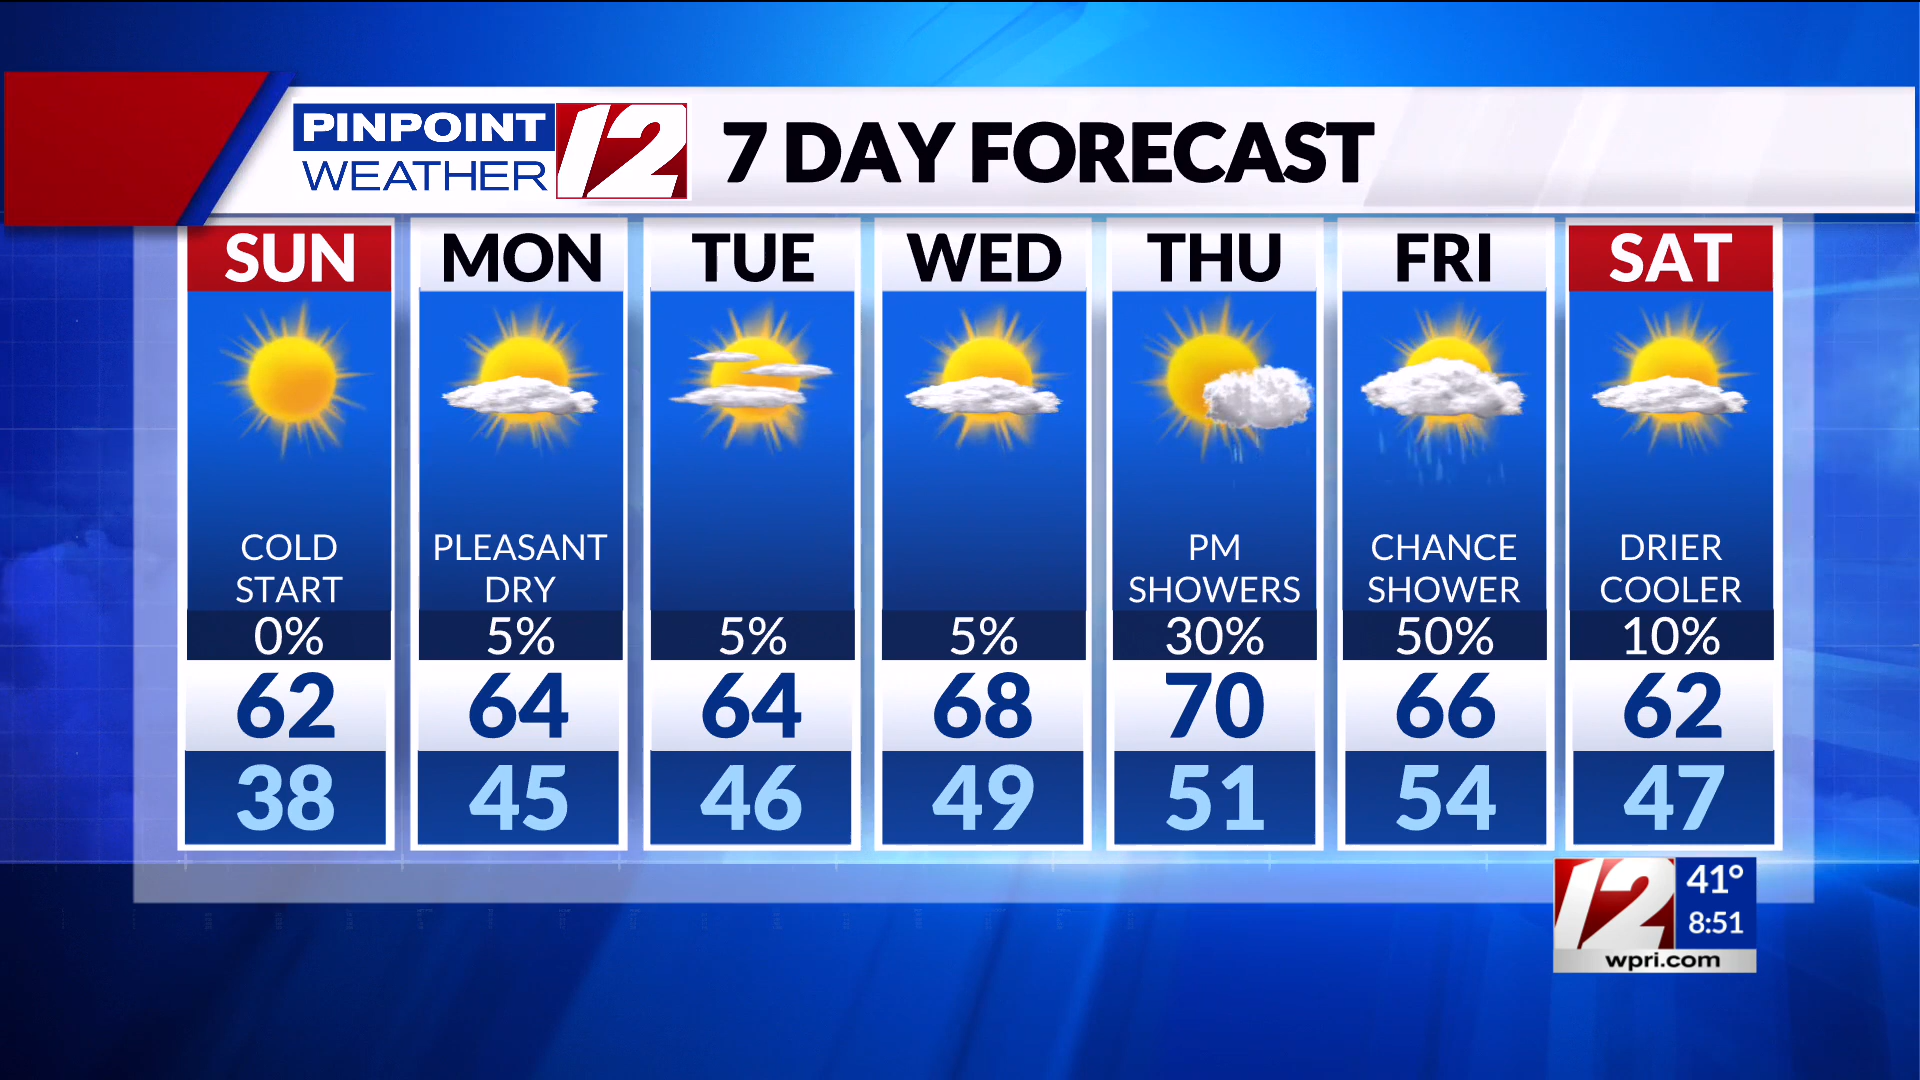 PINPOINT
WEATHER 12
7 DAY FORECAST
SUN
COLD
START
0%
62
38
MON
PLEASANT
DRY
5%
64
45
TUE
5%
64
46
WED
5%
68
49
THU
PM
SHOWERS
30%
70
51
FRI
CHANCE
SHOWER
50%
66
54
SAT
DRIER
COOLER
10%
62
47
12
41°
8:51
wpri.com